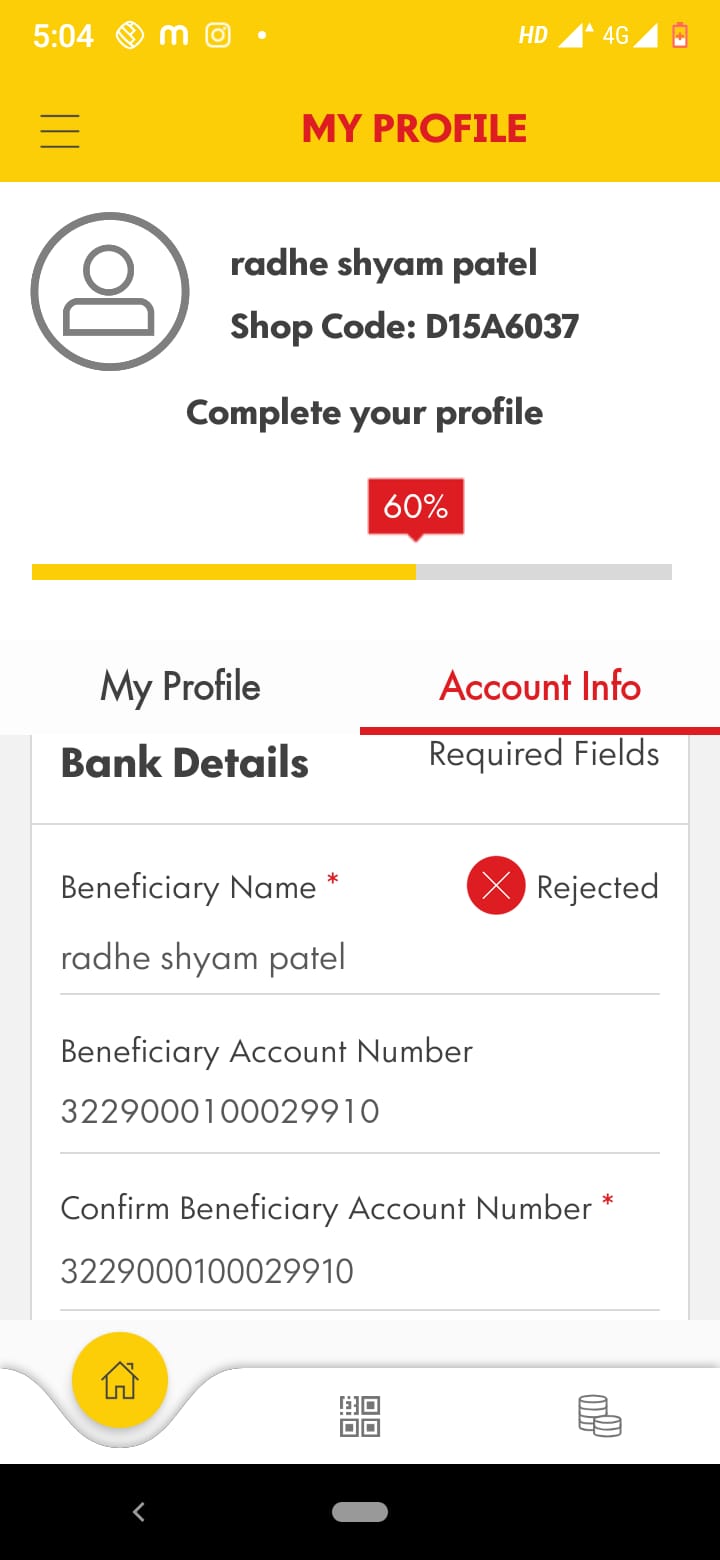 5:04 m HD 4G
MY PROFILE
radhe shyam patel
Shop Code: D15A6037
Complete your profile
60%
My Profile Account Info
Bank Details Required Fields
Beneficiary Name * Rejected
radhe shyam patel
Beneficiary Account Number
3229000100029910
Confirm Beneficiary Account Number *
3229000100029910